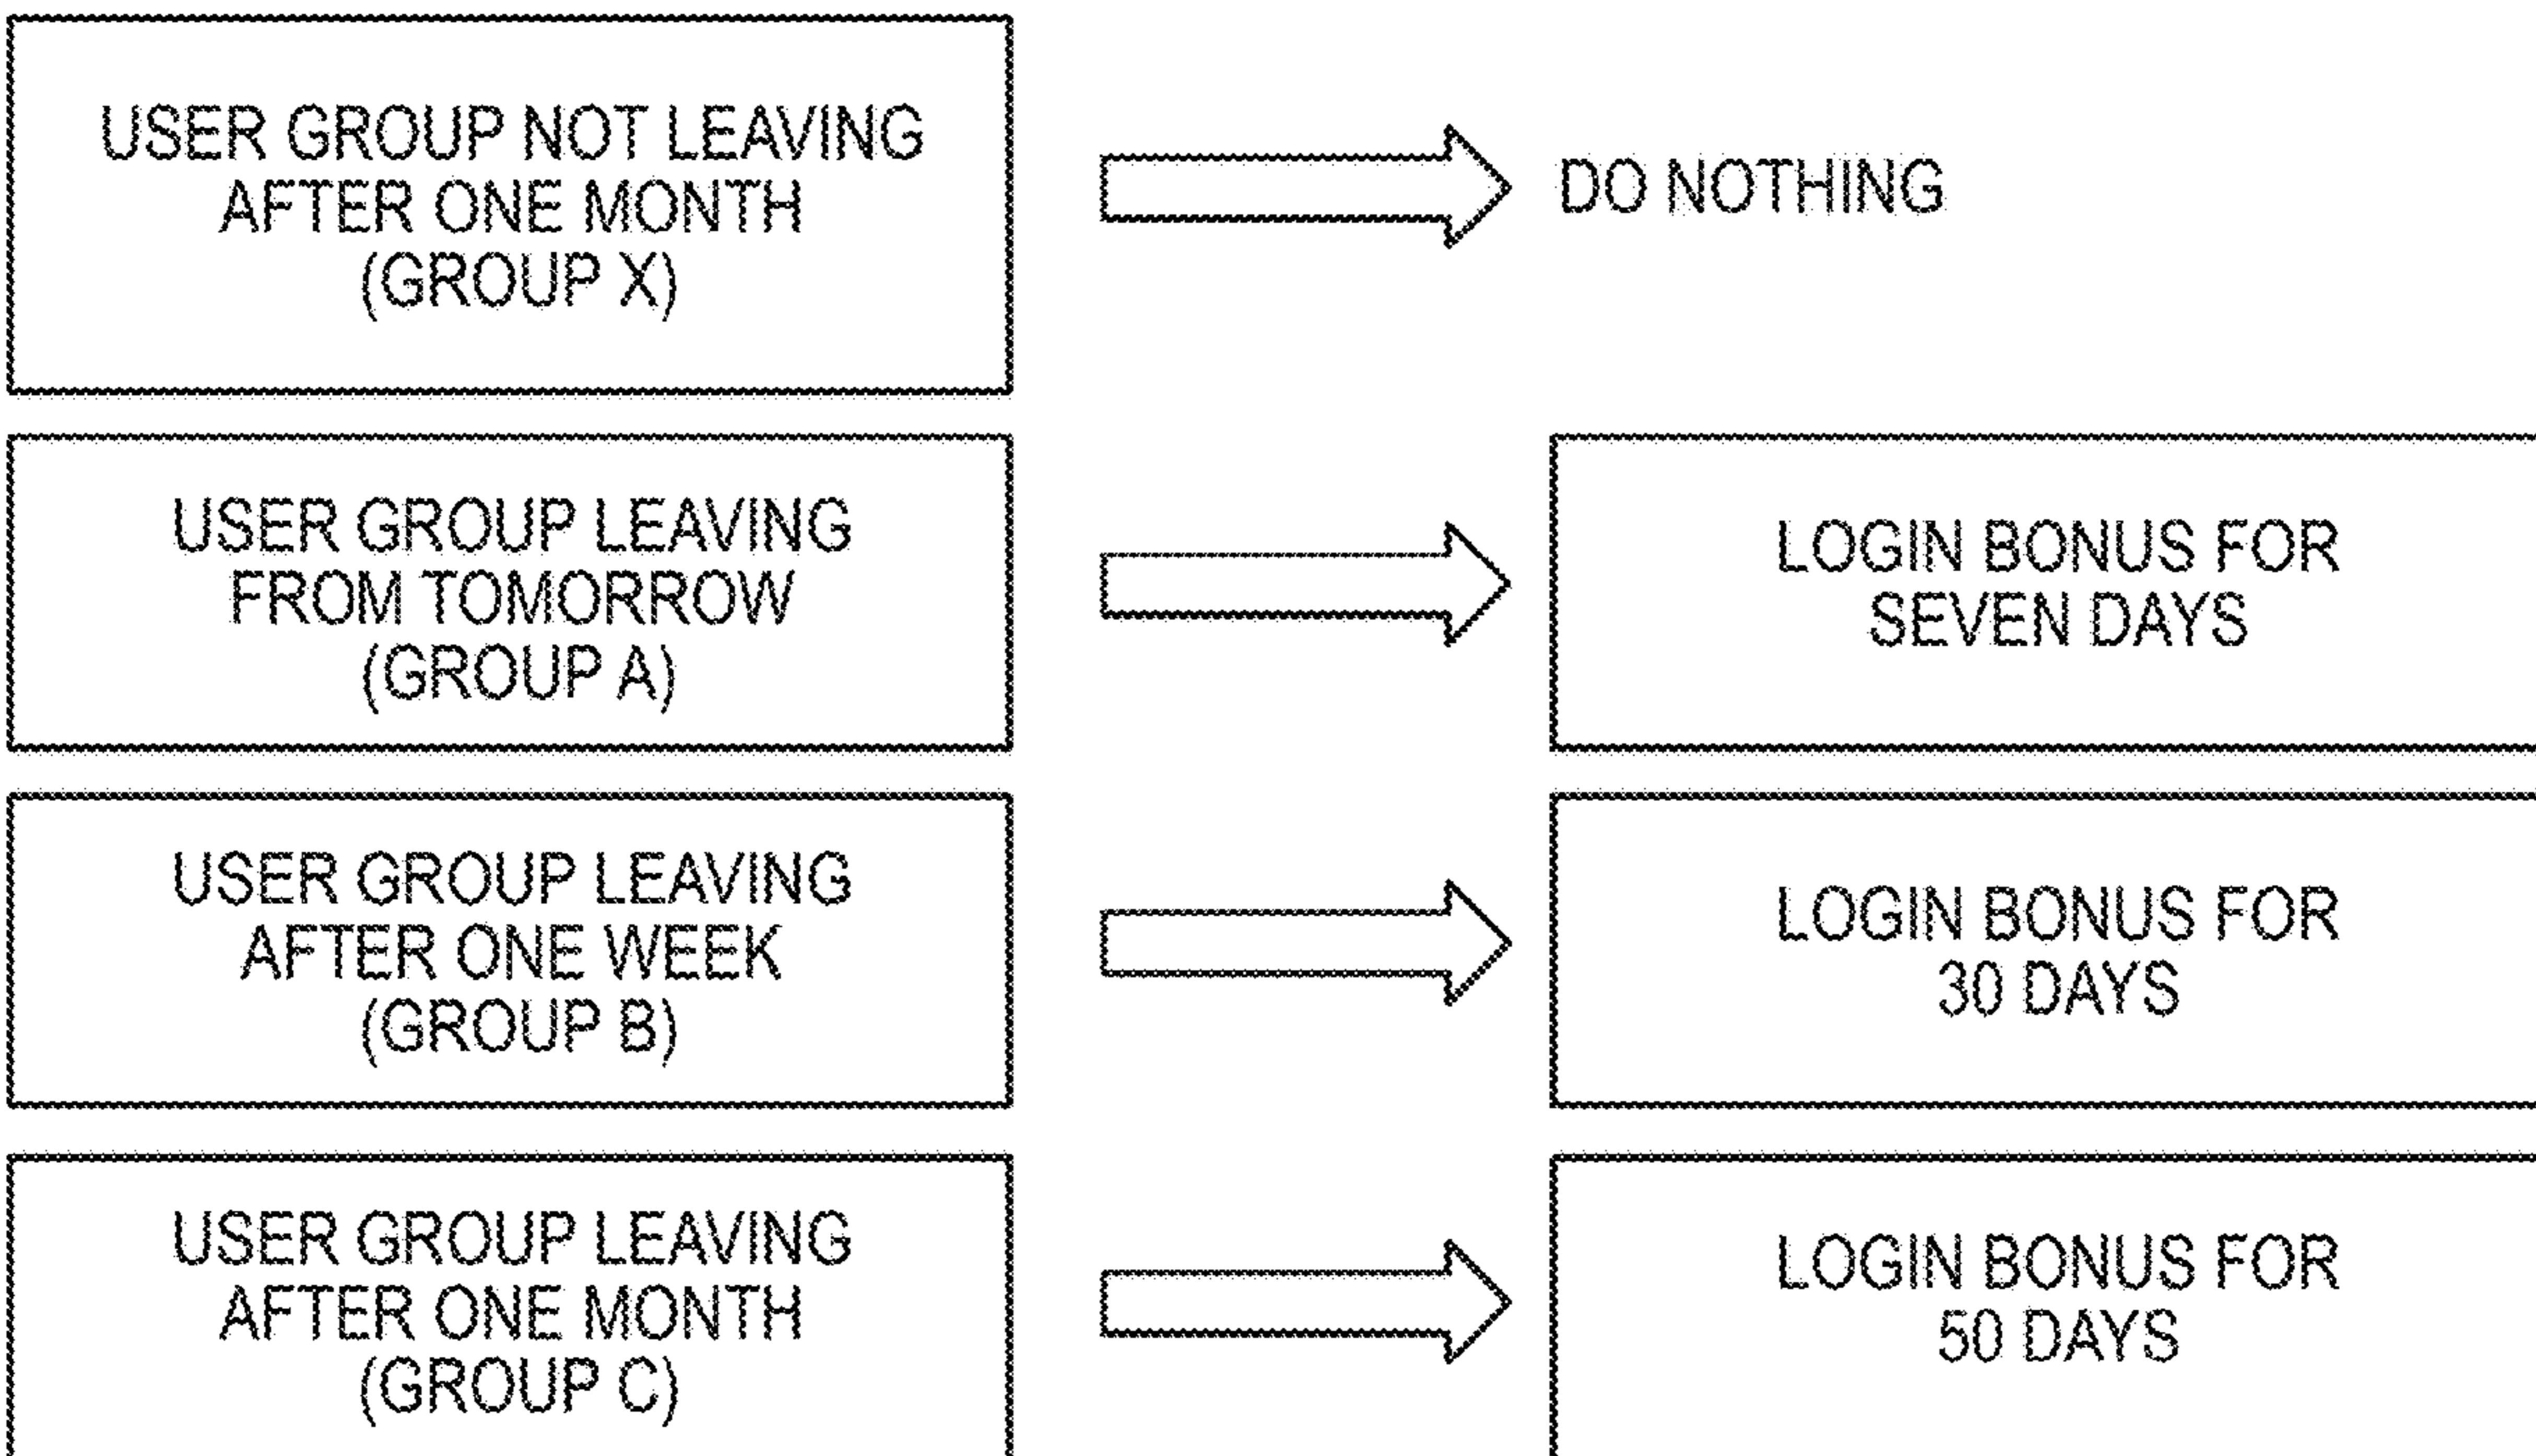 USER GROUP NOT LEAVING
AFTER ONE MONTH
(GROUP X)
DO NOTHING
USER GROUP LEAVING
FROM TOMORROW
(GROUP A)
LOGIN BONUS FOR
SEVEN DAYS
USER GROUP LEAVING
AFTER ONE WEEK
(GROUP B)
LOGIN BONUS FOR
30 DAYS
USER GROUP LEAVING
AFTER ONE MONTH
(GROUP C)
LOGIN BONUS FOR
50 DAYS